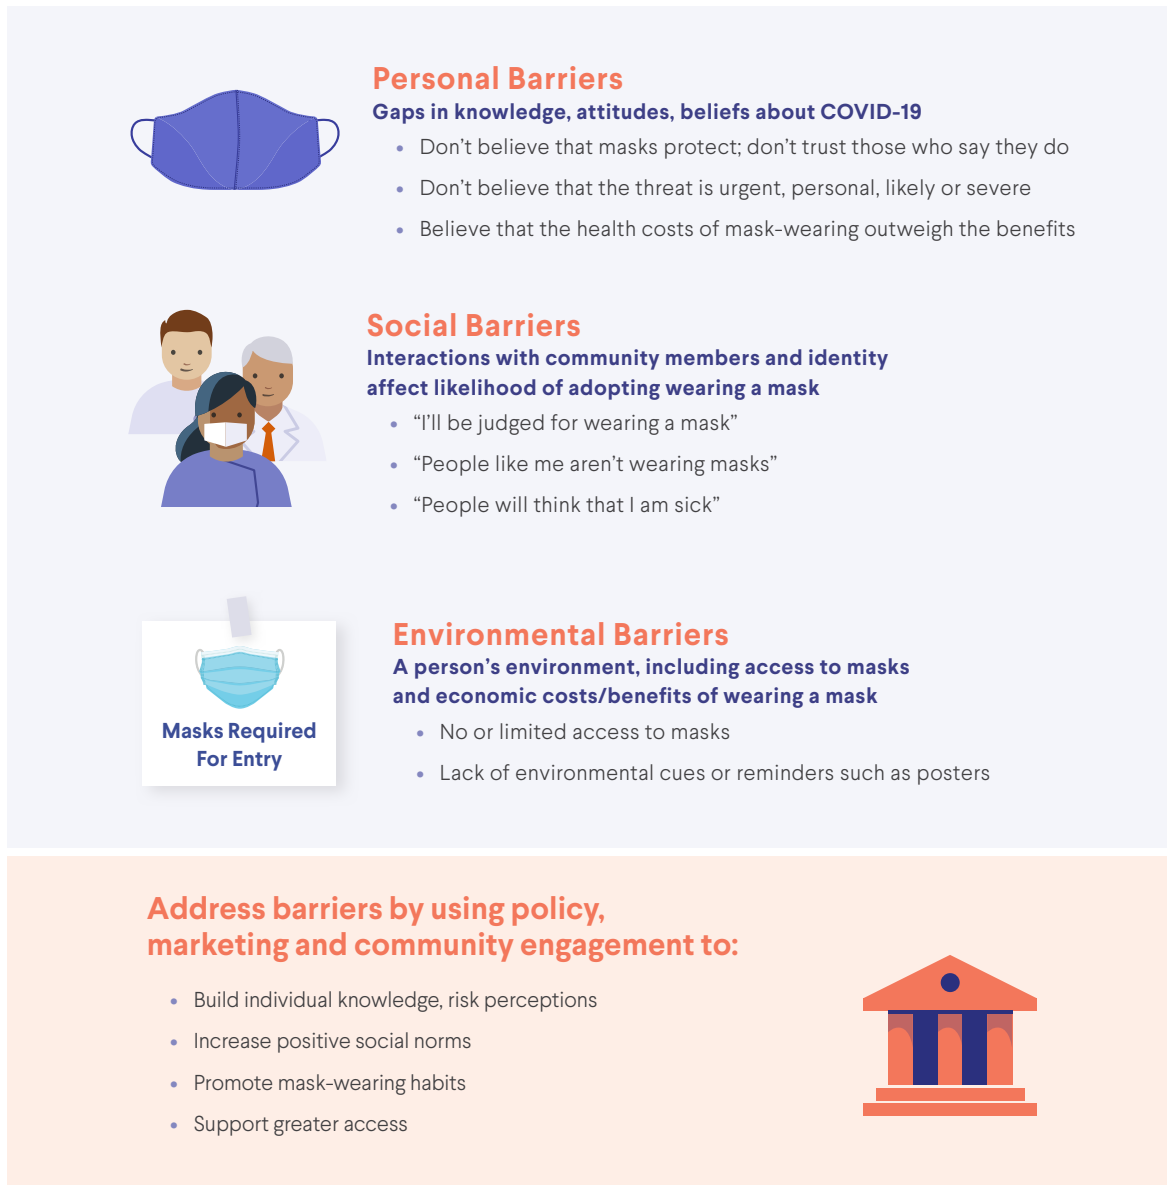 Personal Barriers
Gaps in knowledge, attitudes, beliefs about COVID-19
• Don’t believe that masks protect; don’t trust those who say they do
• Don’t believe that the threat is urgent, personal, likely or severe
• Believe that the health costs of mask-wearing outweigh the benefits
Social Barriers
Interactions with community members and identity
affect likelihood of adopting wearing a mask
• “I’ll be judged for wearing a mask”
• “People like me aren’t wearing masks”
• “People will think that I am sick”
Masks Required
For Entry
Environmental Barriers
A person’s environment, including access to masks
and economic costs/benefits of wearing a mask
• No or limited access to masks
• Lack of environmental cues or reminders such as posters
Address barriers by using policy,
marketing and community engagement to:
• Build individual knowledge, risk perceptions
• Increase positive social norms
• Promote mask-wearing habits
• Support greater access